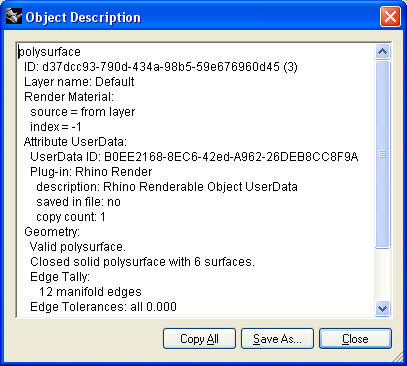 Object Description
polysurface
ID: d37dcc93-790d-434a-98b5-59e676960d45 (3)
Layer name: Default
Render Material:
source = from layer
index = -1
Attribute UserData:
UserData ID: B0EE2168-8EC6-42ed-A962-26DEB8CC8F9A
Plug-in: Rhino Render
description: Rhino Renderable Object UserData
saved in file: no
copy count: 1
Geometry:
Valid polysurface.
Closed solid polysurface with 6 surfaces.
Edge Tally:
12 manifold edges
Edge Tolerances: all 0.000
Copy All Save As... Close